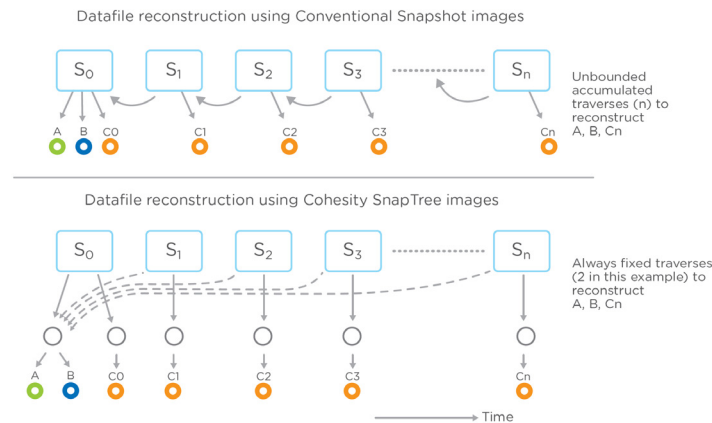 Datafile reconstruction using Conventional Snapshot images
S0 S1 S2 S3 Sn
Unbounded
accumulated
traverses (n) to
reconstruct
A, B, Cn
A B C0 C1 C2 C3 Cn
Datafile reconstruction using Cohesity SnapTree images
S0 S1 S2 S3 Sn
Always fixed traverses
(2 in this example) to
reconstruct
A, B, Cn
A B C0 C1 C2 C3 Cn
Time